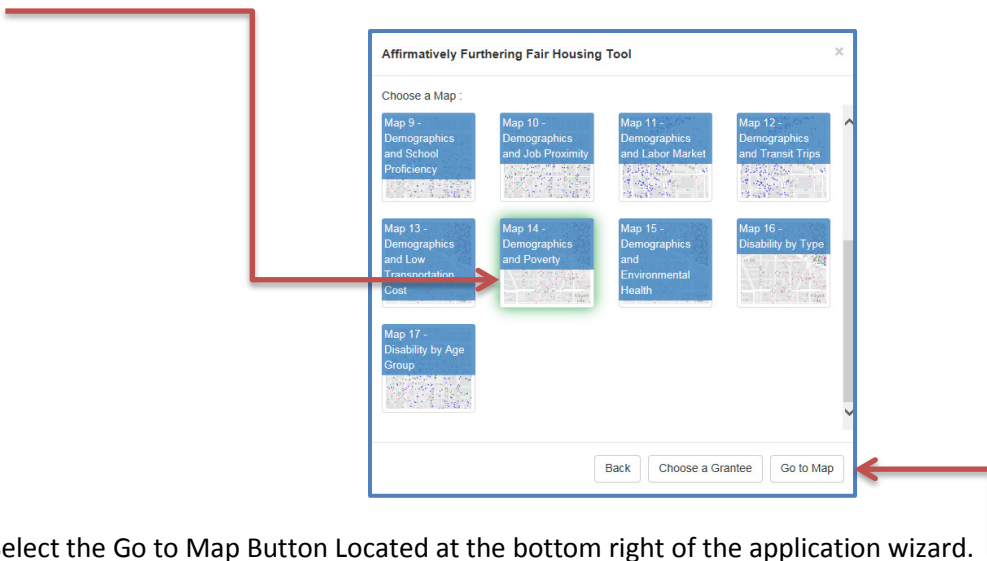 Affirmatively Furthering Fair Housing Tool
×
Choose a Map :
Map 9 -
Demographics
and School
Proficiency
Map 10 -
Demographics
and Job Proximity
Map 11 -
Demographics
and Labor Market
Map 12 -
Demographics
and Transit Trips
Map 13 -
Demographics
and Low
Transportation
Cost
Map 14 -
Demographics
and Poverty
Map 15 -
Demographics
and
Environmental
Health
Map 16 -
Disability by Type
Map 17 -
Disability by Age
Group
Back
Choose a Grantee
Go to Map
elect the Go to Map Button Located at the bottom right of the application wizard.